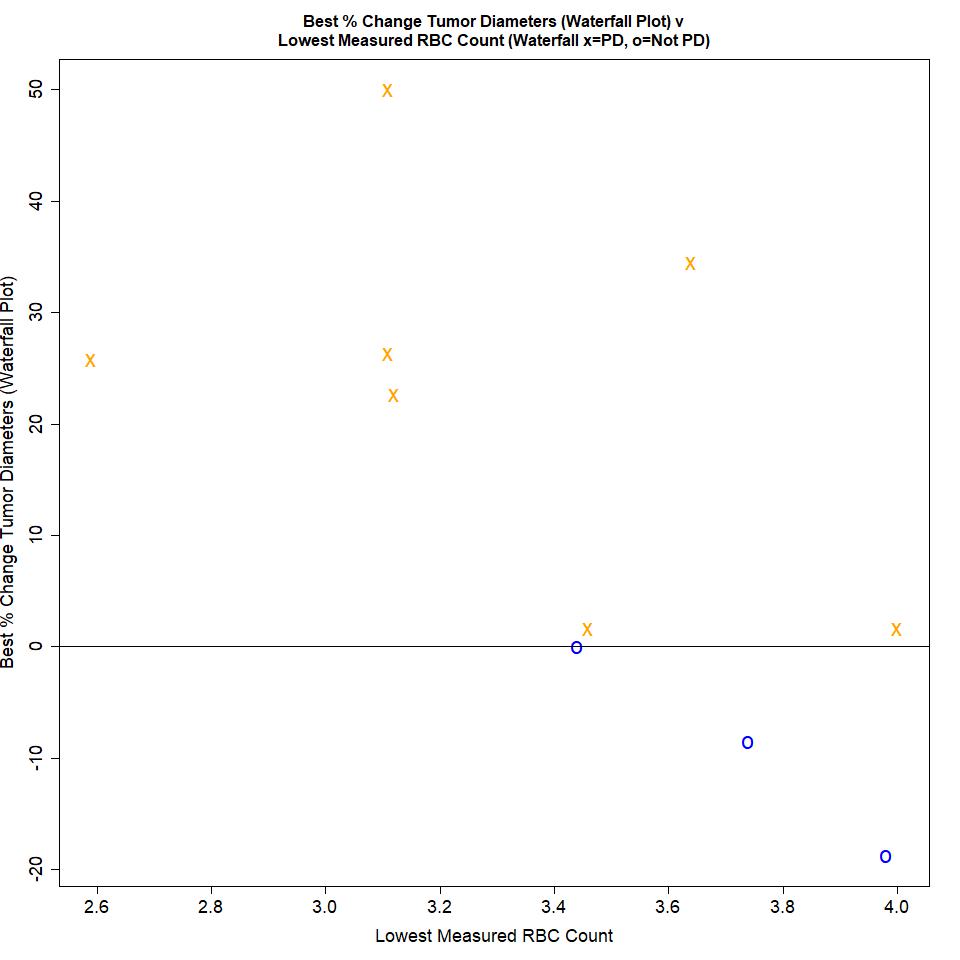 Best % Change Tumor Diameters (Waterfall Plot) v
Lowest Measured RBC Count (Waterfall x=PD, o=Not PD)
Best % Change Tumor Diameters (Waterfall Plot)
50
40
30
20
10
0
-10
-20
X
X
X
X
X
X
X
O
O
O
2.6 2.8 3.0 3.2 3.4 3.6 3.8 4.0
Lowest Measured RBC Count